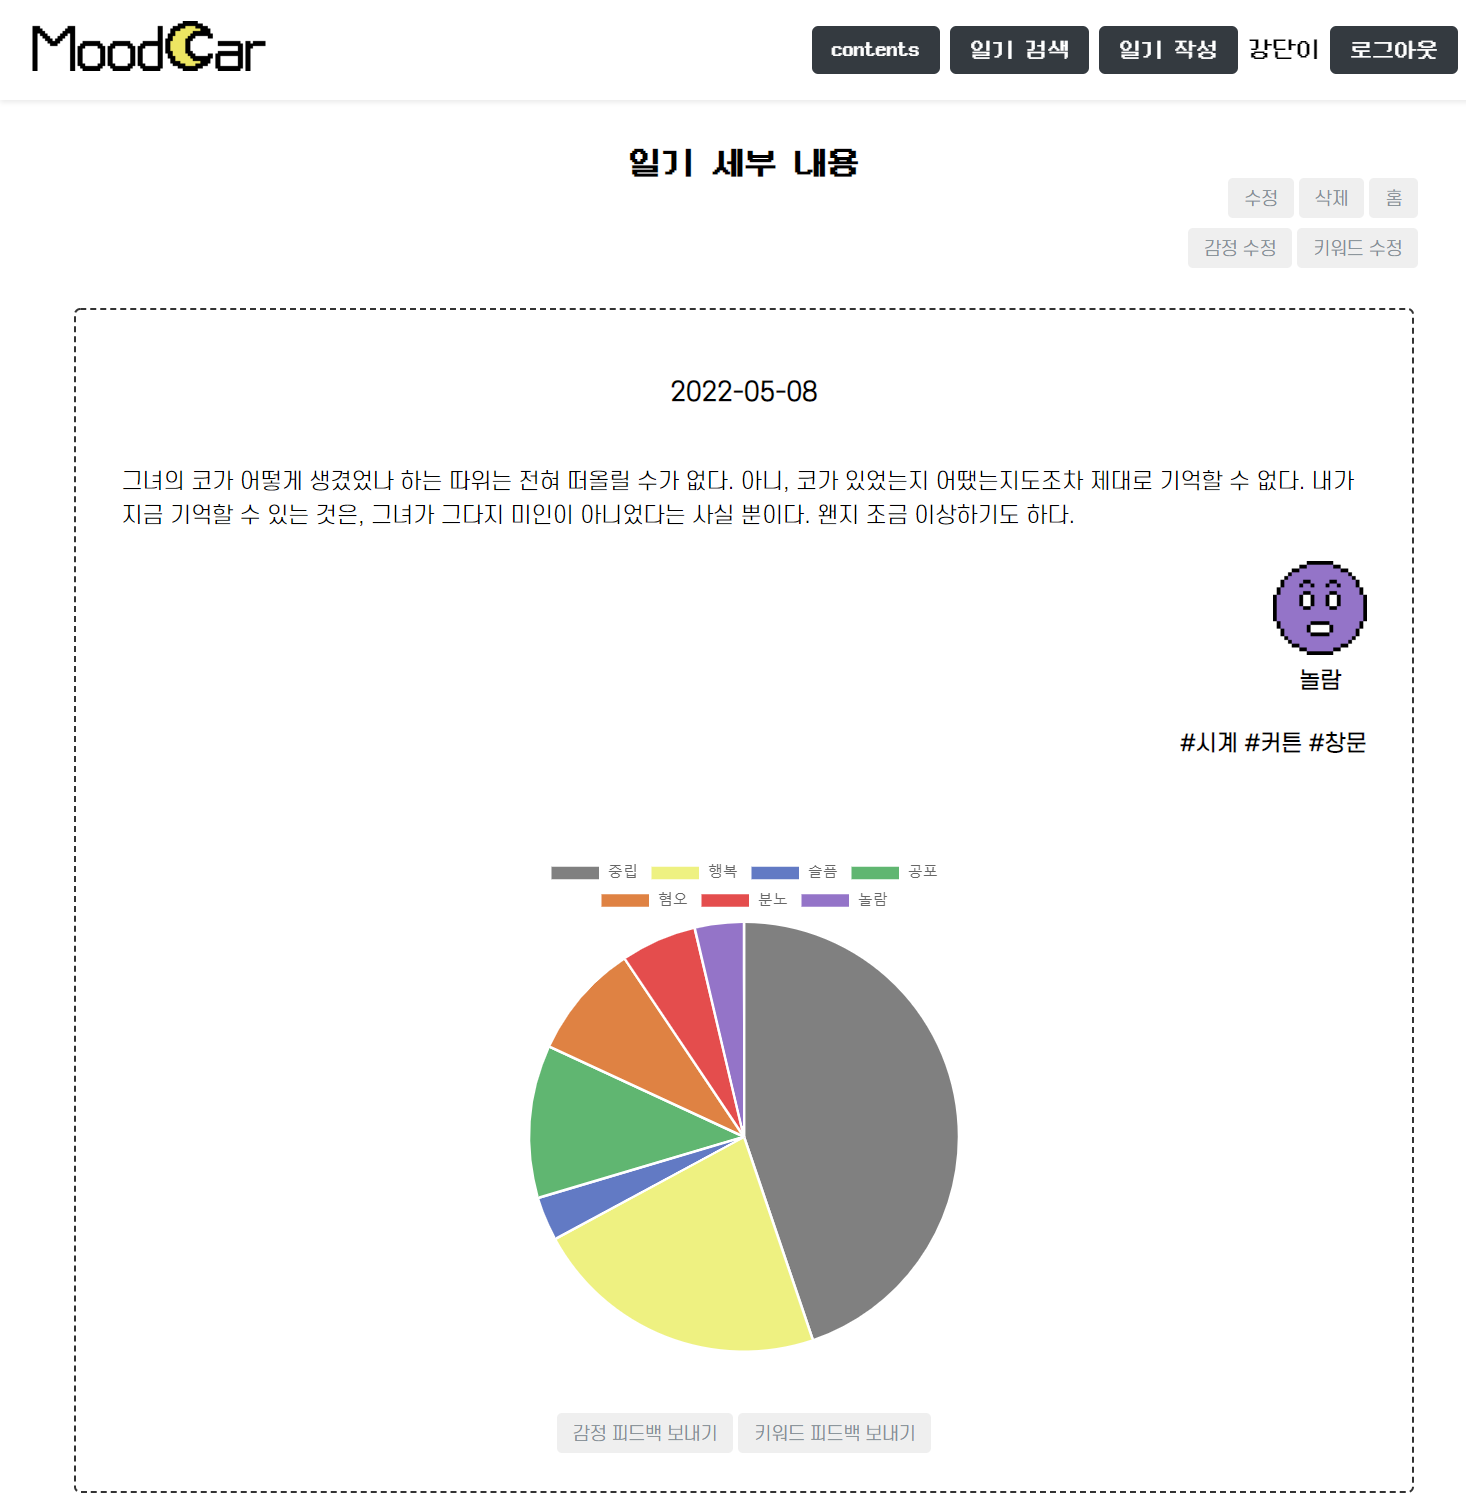 MoodCar
contents 일기 검색 일기 작성 강단이 로그아웃
일기 세부 내용
수정 삭제 홈
감정 수정 키워드 수정
2022-05-08
그녀의 코가 어떻게 생겼었나 하는 따위는 전혀 떠올릴 수가 없다. 아니, 코가 있었는지 어땠는지도조차 제대로 기억할 수 없다. 내가
지금 기억할 수 있는 것은, 그녀가 그다지 미인이 아니었다는 사실 뿐이다. 왠지 조금 이상하기도 하다.
놀람
#시계 #커튼 #창문
중립 행복 슬픔 공포
혐오 분노 놀람
감정 피드백 보내기 키워드 피드백 보내기